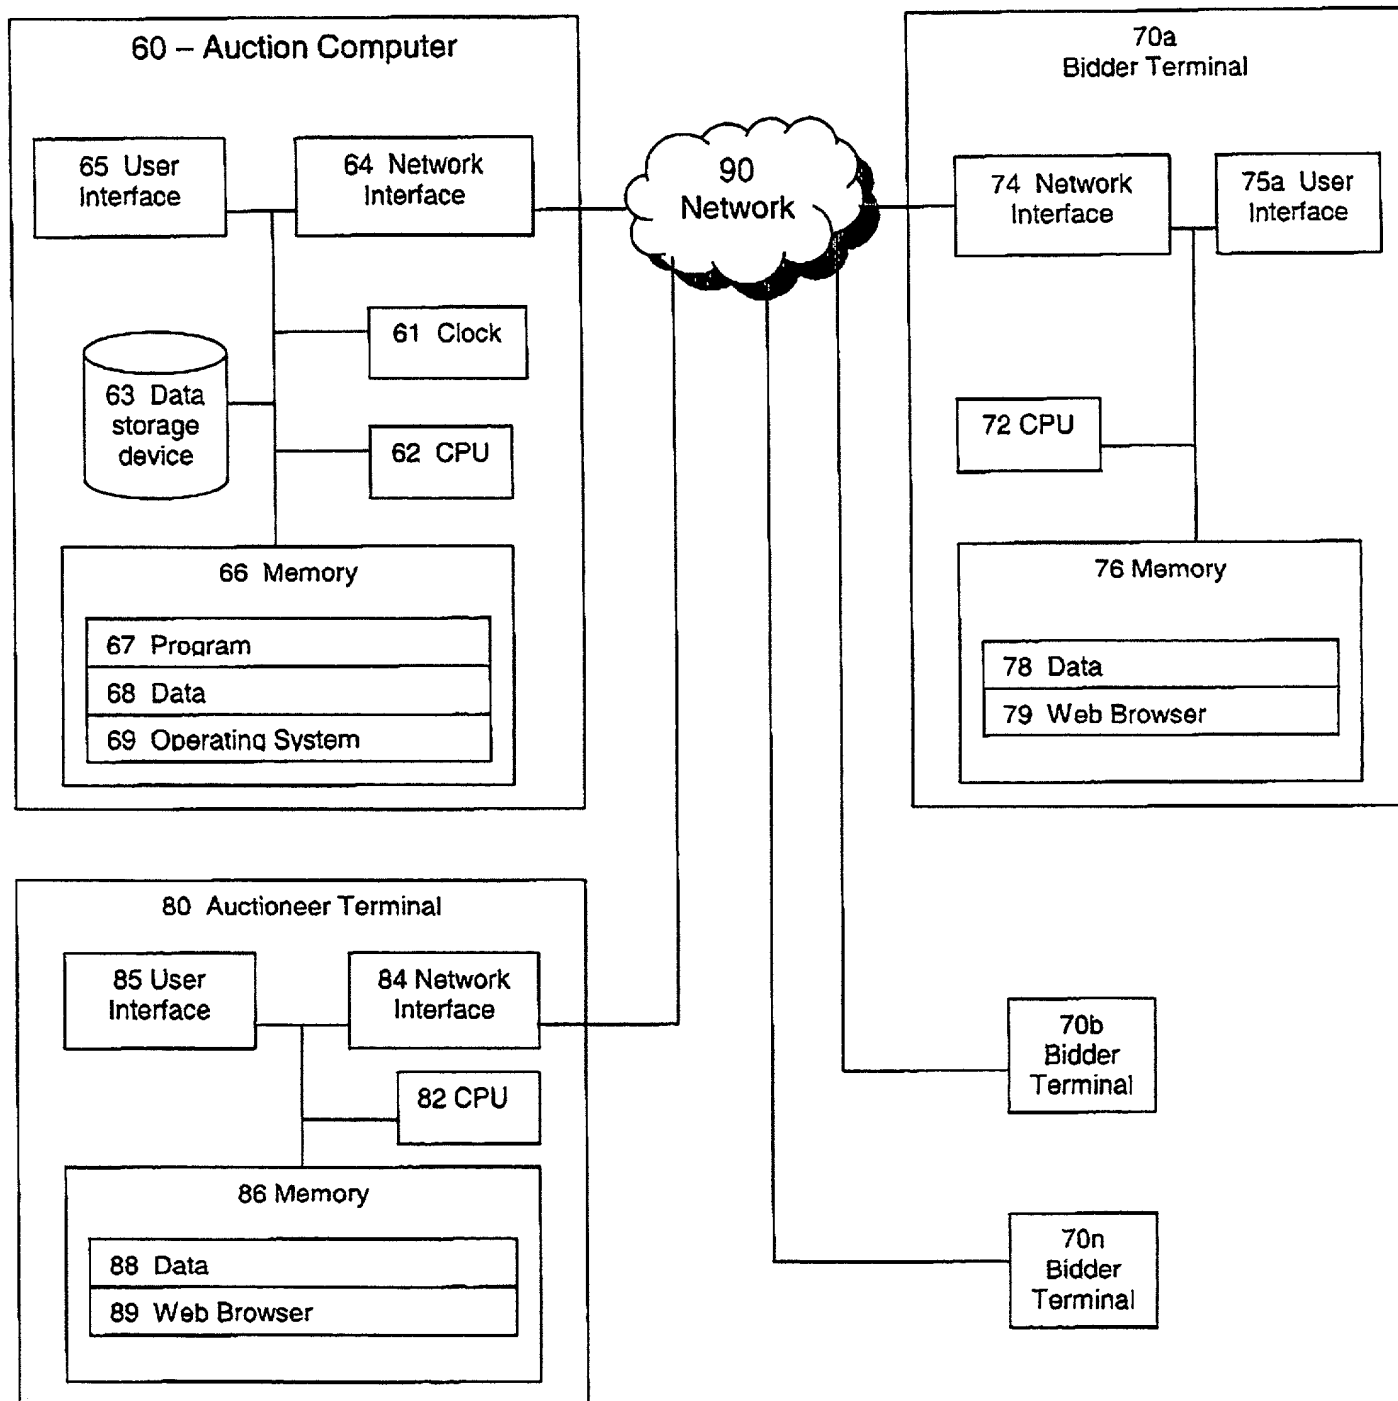 60 – Auction Computer
65 User
Interface
64 Network
Interface
61 Clock
63 Data
storage
device
62 CPU
66 Memory
67 Program
68 Data
69 Operating System
90
Network
70a
Bidder Terminal
74 Network
Interface
75a User
Interface
72 CPU
76 Memory
78 Data
79 Web Browser
80 Auctioneer Terminal
85 User
Interface
84 Network
Interface
82 CPU
86 Memory
88 Data
89 Web Browser
70b
Bidder
Terminal
70n
Bidder
Terminal